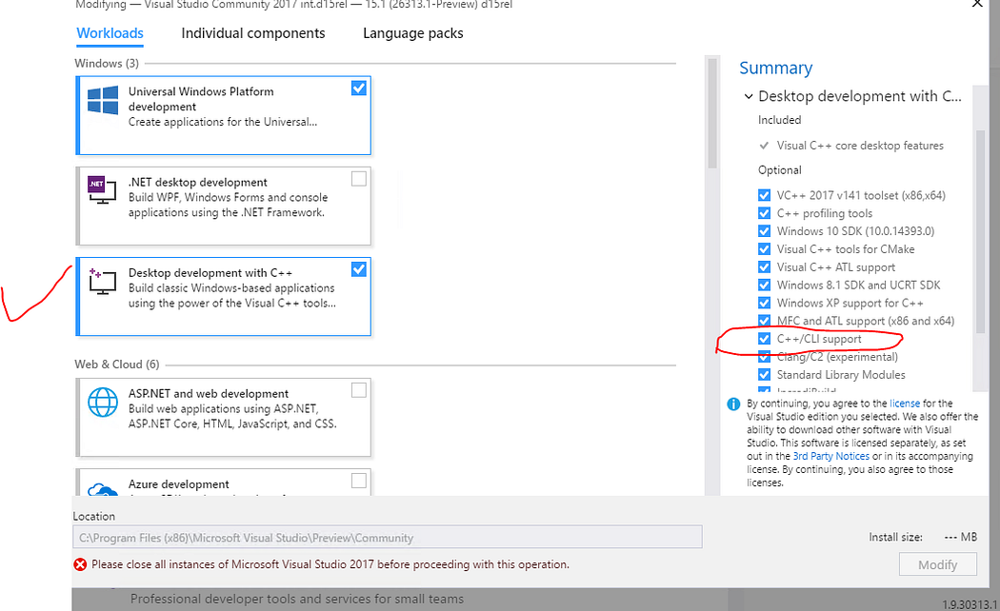 Modifying — Visual Studio Community 2017 int.d15rel — 15.1 (26313.1-Preview) d15rel
Workloads Individual components Language packs
Windows (3)
Universal Windows Platform
development
Create applications for the Universal...
.NET
.NET desktop development
Build WPF, Windows Forms and console
applications using the .NET Framework.
Desktop development with C++
Build classic Windows-based applications
using the power of the Visual C++ tools...
Web & Cloud (6)
ASP.NET and web development
Build web applications using ASP.NET,
ASP.NET Core, HTML, JavaScript, and CSS.
Azure development
Summary
Desktop development with C...
Included
Visual C++ core desktop features
Optional
VC++ 2017 v141 toolset (x86,x64)
C++ profiling tools
Windows 10 SDK (10.0.14393.0)
Visual C++ tools for CMake
Visual C++ ATL support
Windows 8.1 SDK and UCRT SDK
Windows XP support for C++
MFC and ATL support (x86 and x64)
C++/CLI support
Clang/C2 (experimental)
Standard Library Modules
IncrediBuild
By continuing, you agree to the license for the
Visual Studio edition you selected. We also offer the
ability to download other software with Visual
Studio. This software is licensed separately, as set
out in the 3rd Party Notices or in its accompanying
license. By continuing, you also agree to those
licenses.
Location
C:\Program Files (x86)\Microsoft Visual Studio\Preview\Community
Install size: --- MB
Please close all instances of Microsoft Visual Studio 2017 before proceeding with this operation.
Modify
Professional developer tools and services for small teams
1.9.30313.1